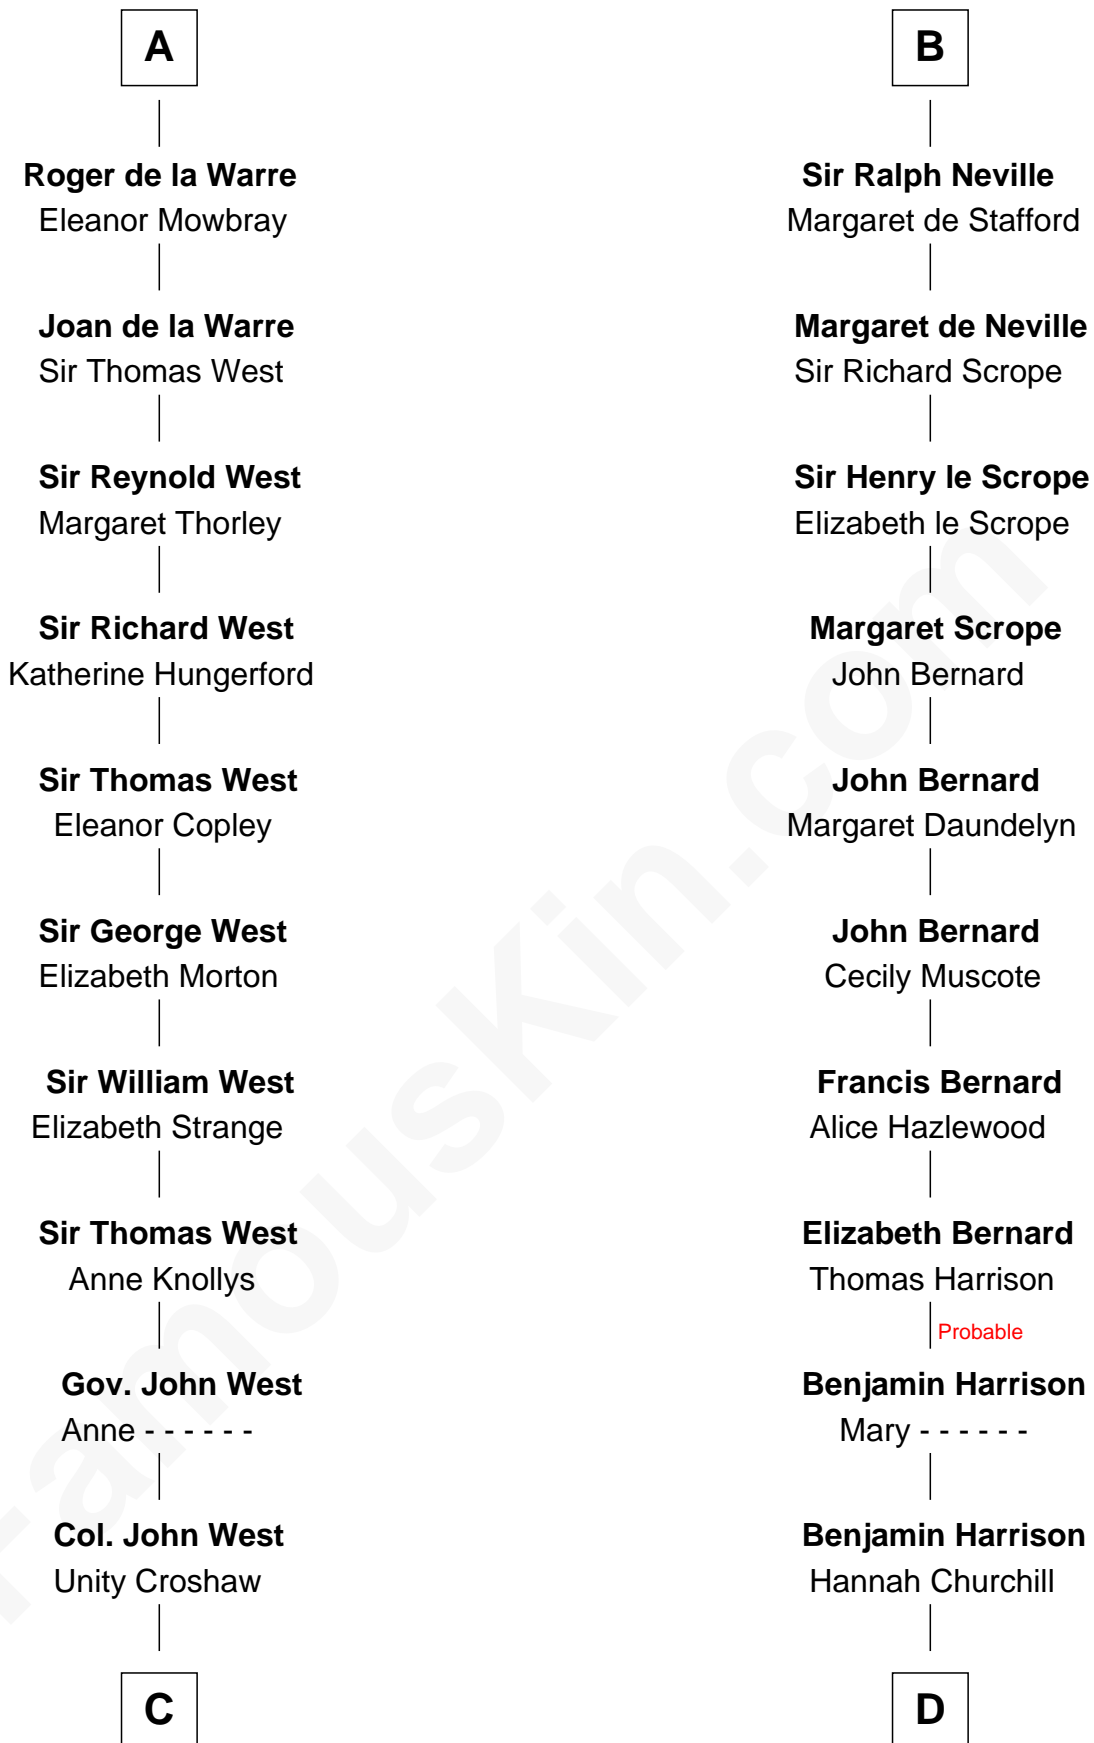 A
Roger de la Warre
Eleanor Mowbray
Joan de la Warre
Sir Thomas West
Sir Reynold West
Margaret Thorley
Sir Richard West
Katherine Hungerford
Sir Thomas West
Eleanor Copley
Sir George West
Elizabeth Morton
Sir William West
Elizabeth Strange
Sir Thomas West
Anne Knollys
Gov. John West
Anne - - - - - -
Col. John West
Unity Croshaw
C
B
Sir Ralph Neville
Margaret de Stafford
Margaret de Neville
Sir Richard Scrope
Sir Henry le Scrope
Elizabeth le Scrope
Margaret Scrope
John Bernard
John Bernard
Margaret Daundelyn
John Bernard
Cecily Muscote
Francis Bernard
Alice Hazlewood
Elizabeth Bernard
Thomas Harrison
Probable
Benjamin Harrison
Mary - - - - - -
Benjamin Harrison
Hannah Churchill
D
FamousKin.com